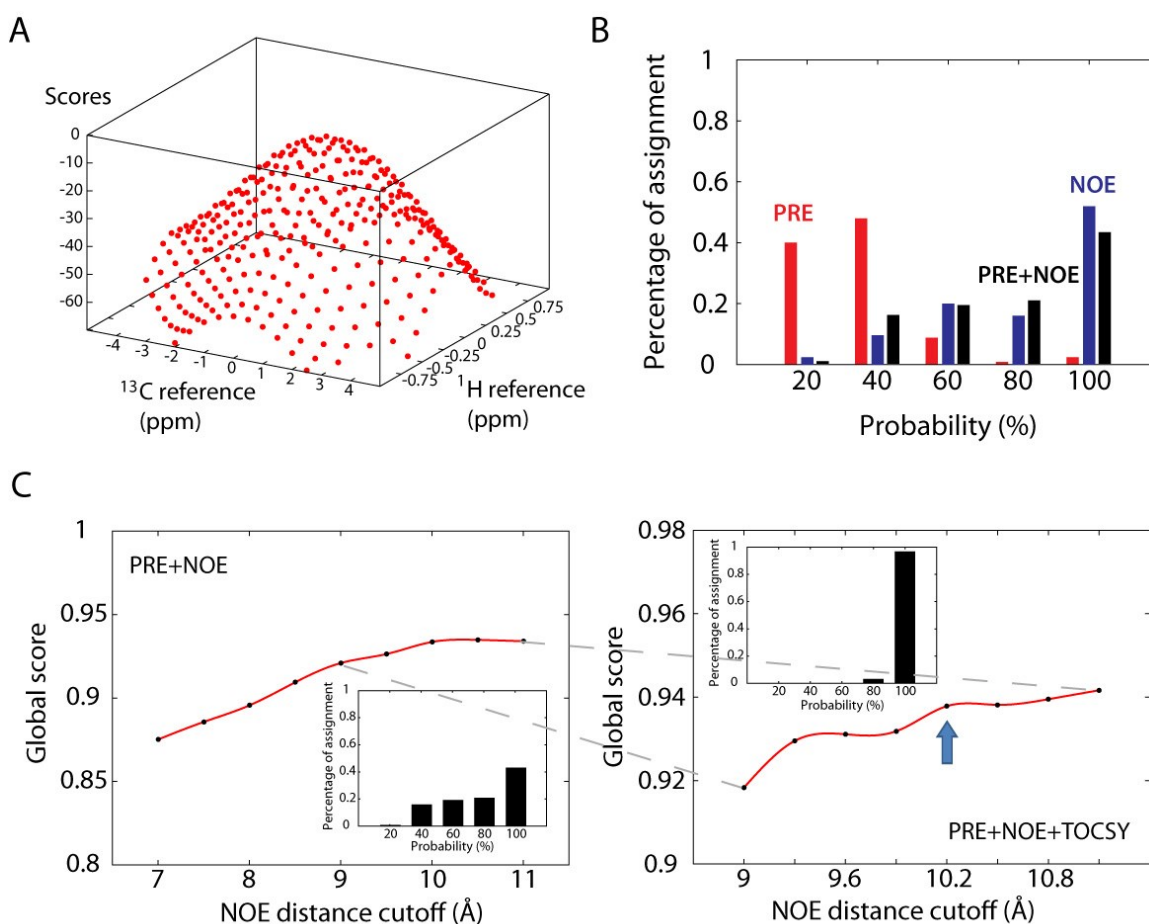 A
Scores
0
-10
-20
-30
-40
-50
-60
-4 -3 -2 -1 0 1 2 3 4
¹³C reference
(ppm)
-0.75 -0.5 -0.25 0 0.25 0.5 0.75
¹H reference
(ppm)
B
Percentage of assignment
1
0.8
0.6
0.4
0.2
0
PRE
NOE
PRE+NOE
20 40 60 80 100
Probability (%)
C
Global score
1
0.95
0.9
0.85
0.8
PRE+NOE
7 8 9 10 11
NOE distance cutoff (Å)
Percentage of assignment
1
0.8
0.6
0.4
0.2
0
20 40 60 80 100
Probability (%)
Global score
0.98
0.96
0.94
0.92
0.9
9 9.6 10.2 10.8
NOE distance cutoff (Å)
PRE+NOE+TOCSY
Percentage of assignment
1
0.8
0.6
0.4
0.2
0
20 40 60 80 100
Probability (%)